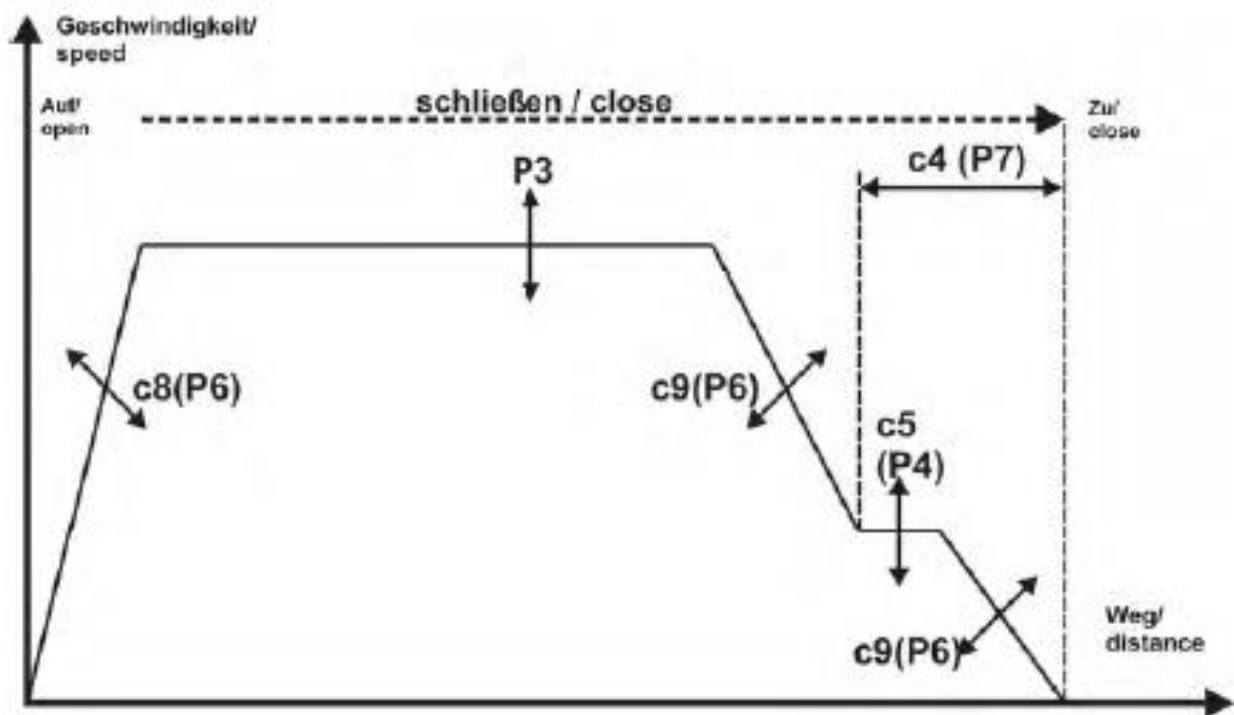 Geschwindigkeit/
speed
Auf/
open
schließen / close
Zu/
close
c4 (P7)
P3
c8(P6)
c9(P6)
c5
(P4)
c9(P6)
Weg/
distance